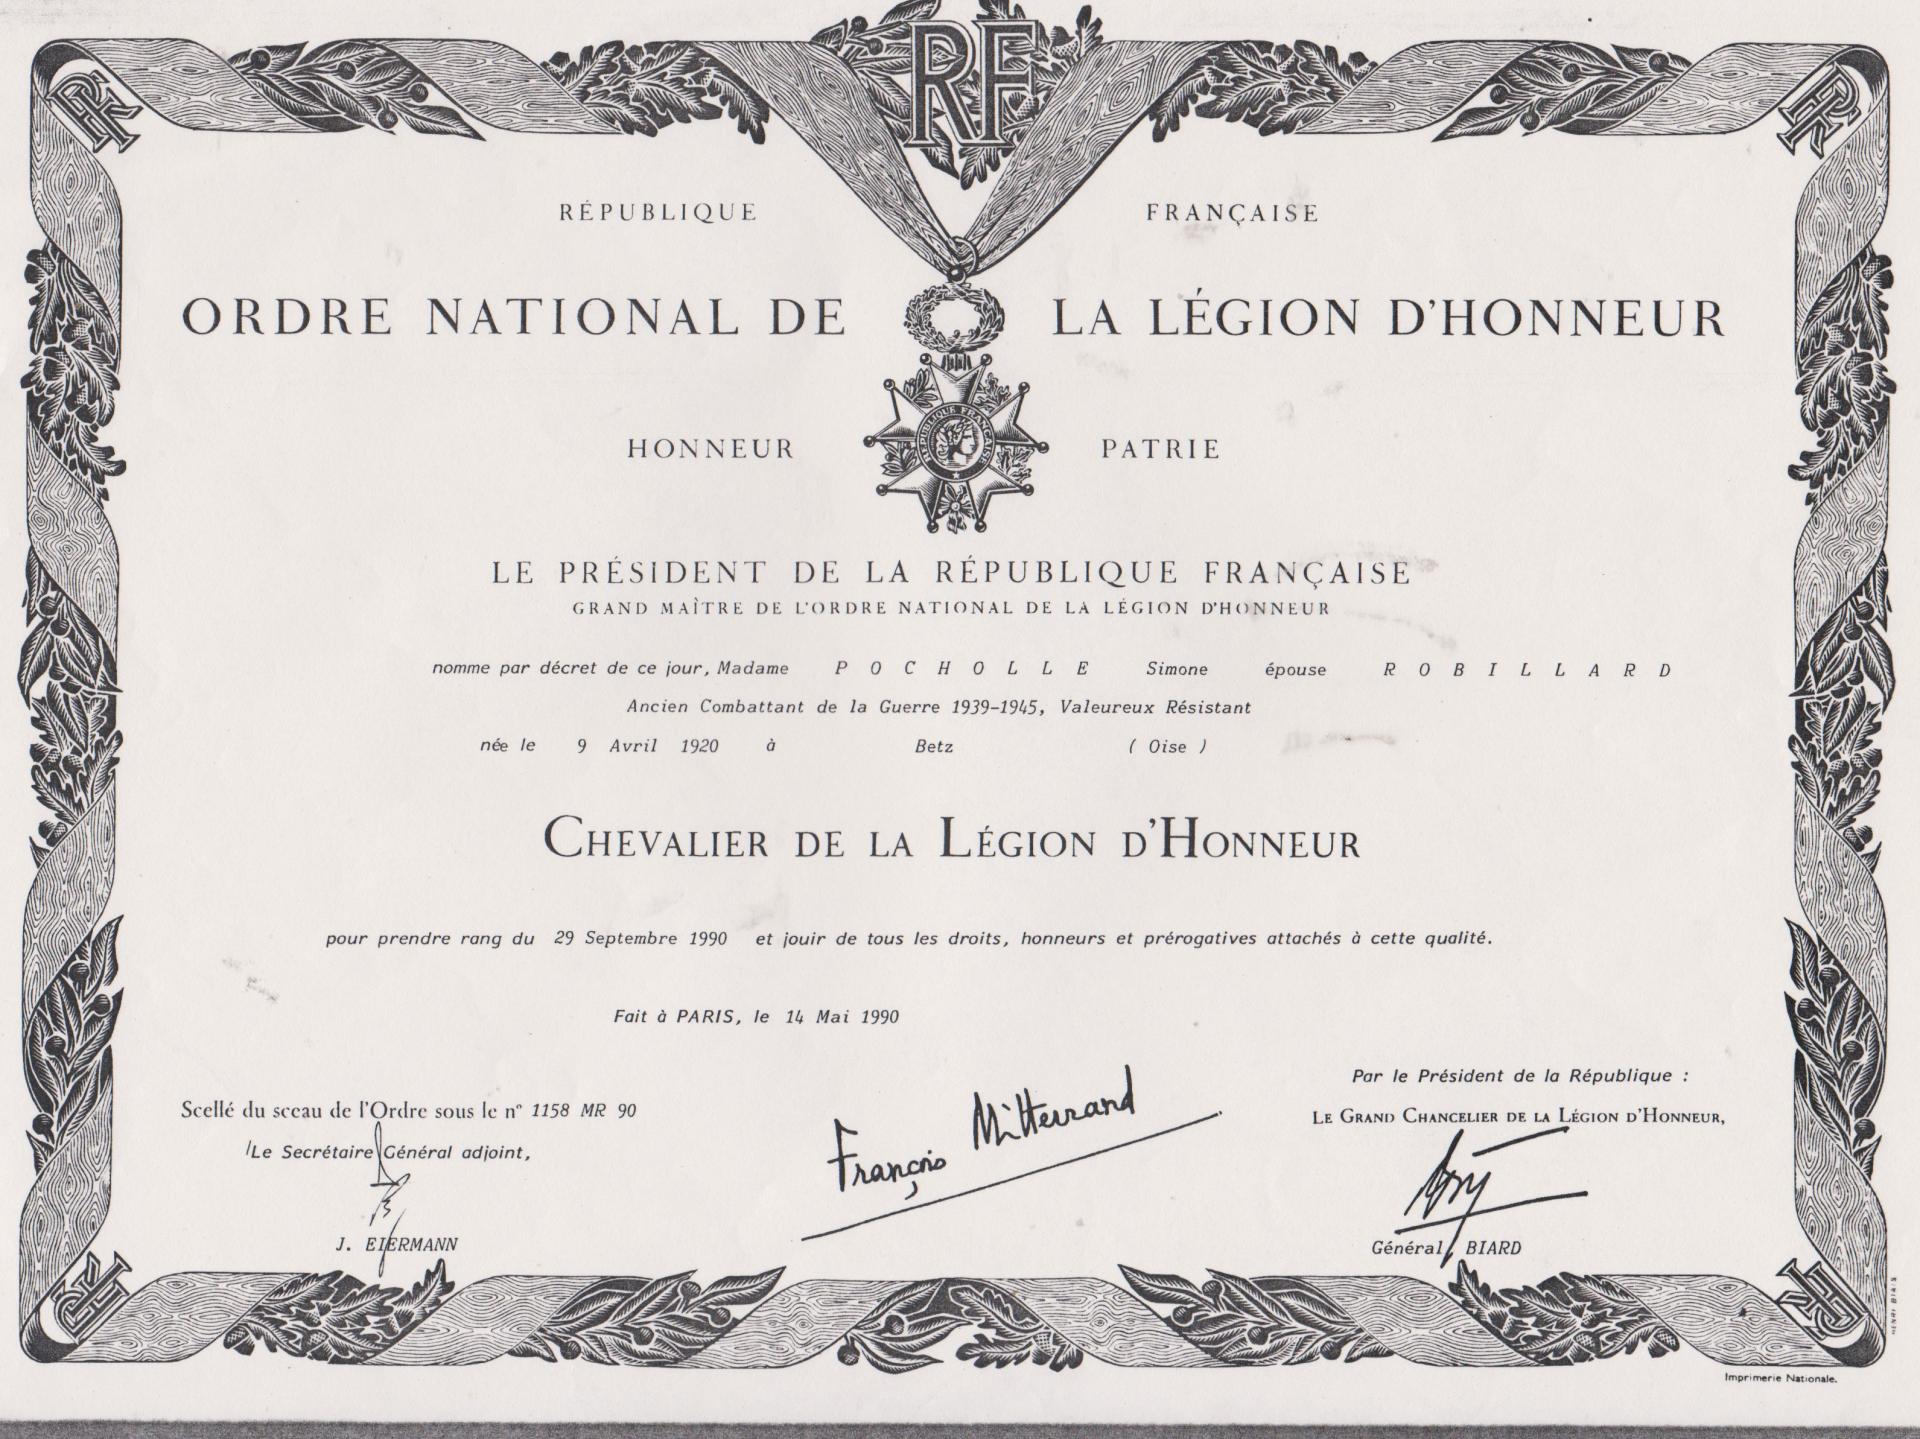 RF
RÉPUBLIQUE FRANÇAISE
ORDRE NATIONAL DE LA LÉGION D'HONNEUR
RÉPUBLIQUE FRANÇAISE
HONNEUR PATRIE
LE PRÉSIDENT DE LA RÉPUBLIQUE FRANÇAISE
GRAND MAÎTRE DE L'ORDRE NATIONAL DE LA LÉGION D'HONNEUR
nomme par décret de ce jour, Madame P O C H O L L E Simone épouse R O B I L L A R D
Ancien Combattant de la Guerre 1939-1945, Valeureux Résistant
née le 9 Avril 1920 à Betz ( Oise )
CHEVALIER DE LA LÉGION D'HONNEUR
pour prendre rang du 29 Septembre 1990 et jouir de tous les droits, honneurs et prérogatives attachés à cette qualité.
Fait à PARIS, le 14 Mai 1990
Par le Président de la République :
Scellé du sceau de l'Ordre sous le n° 1158 MR 90
LE GRAND CHANCELIER DE LA LÉGION D'HONNEUR,
Le Secrétaire Général adjoint,
François Mitterrand
J. EIERMANN
Général BIARD
Imprimerie Nationale.